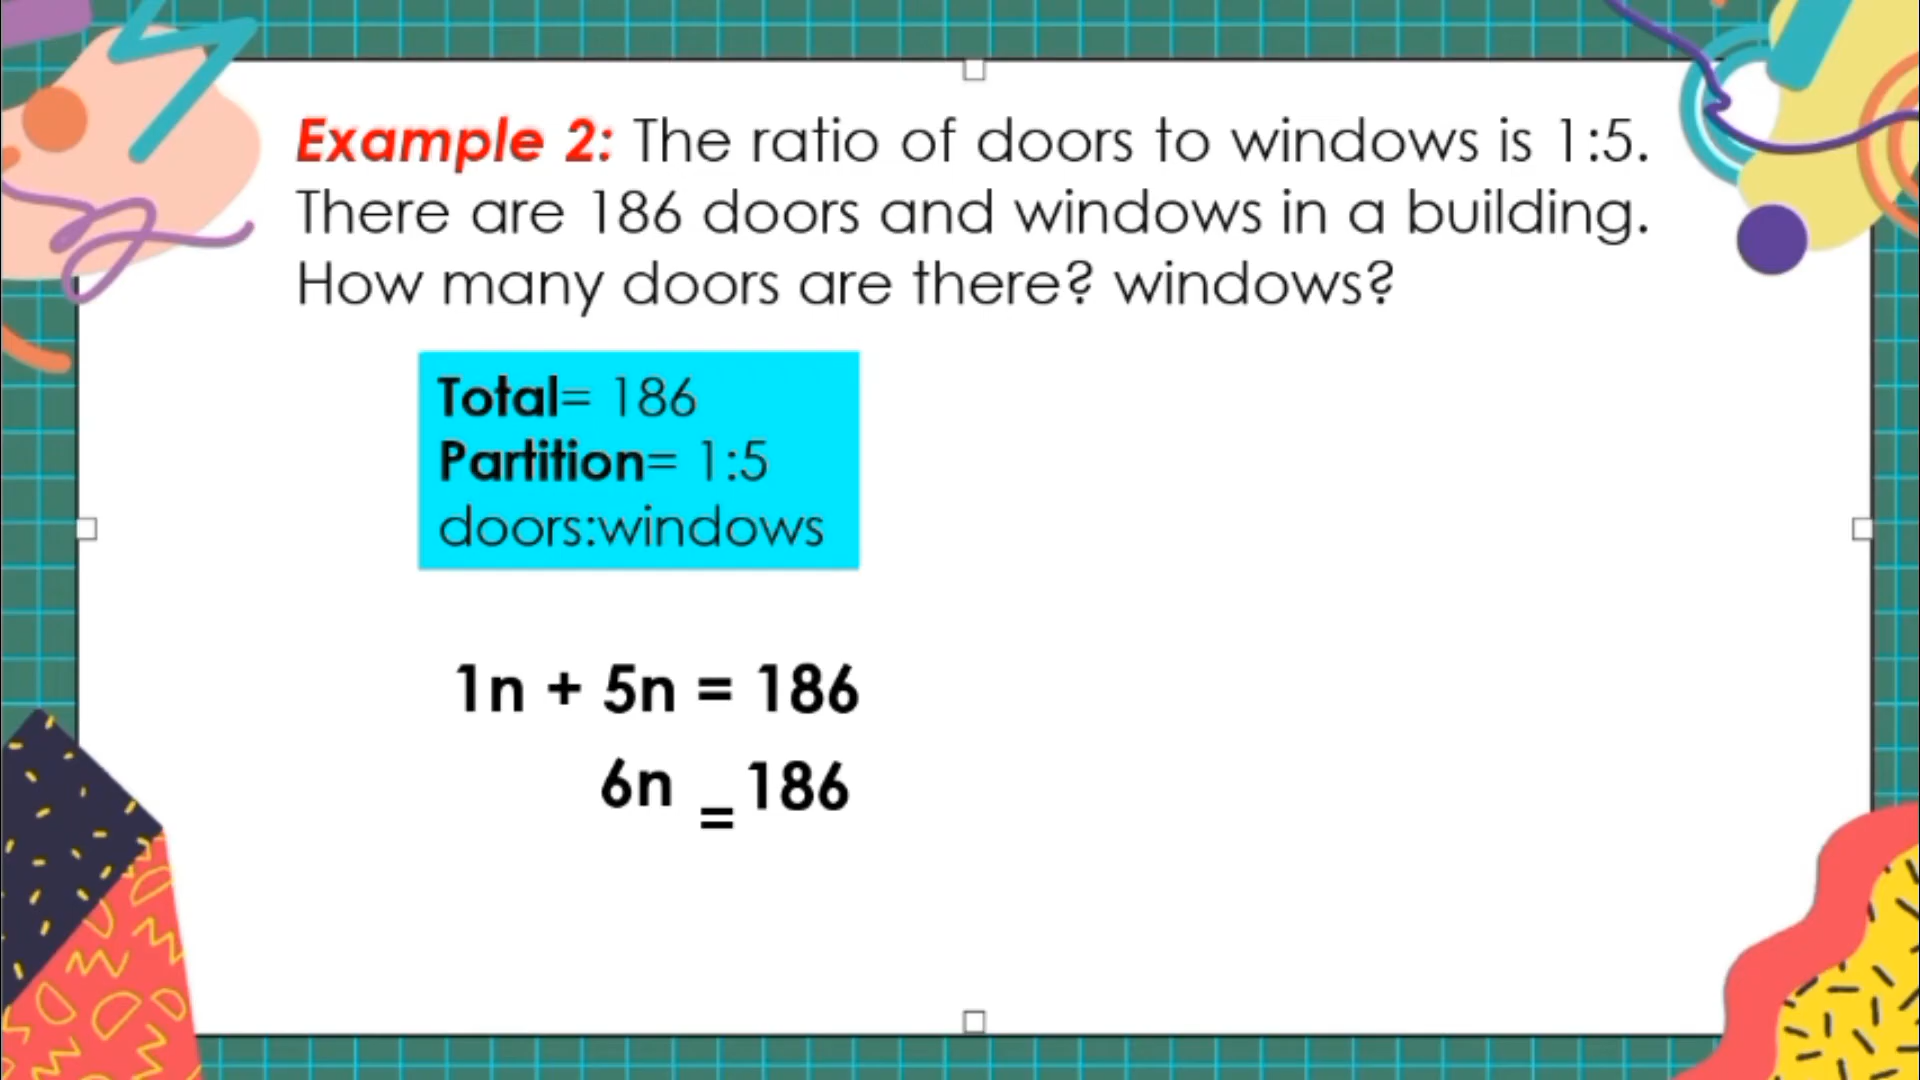 Example 2: The ratio of doors to windows is 1:5.
There are 186 doors and windows in a building.
How many doors are there? windows?
Total= 186
Partition= 1:5
doors:windows
1n + 5n = 186
6n = 186